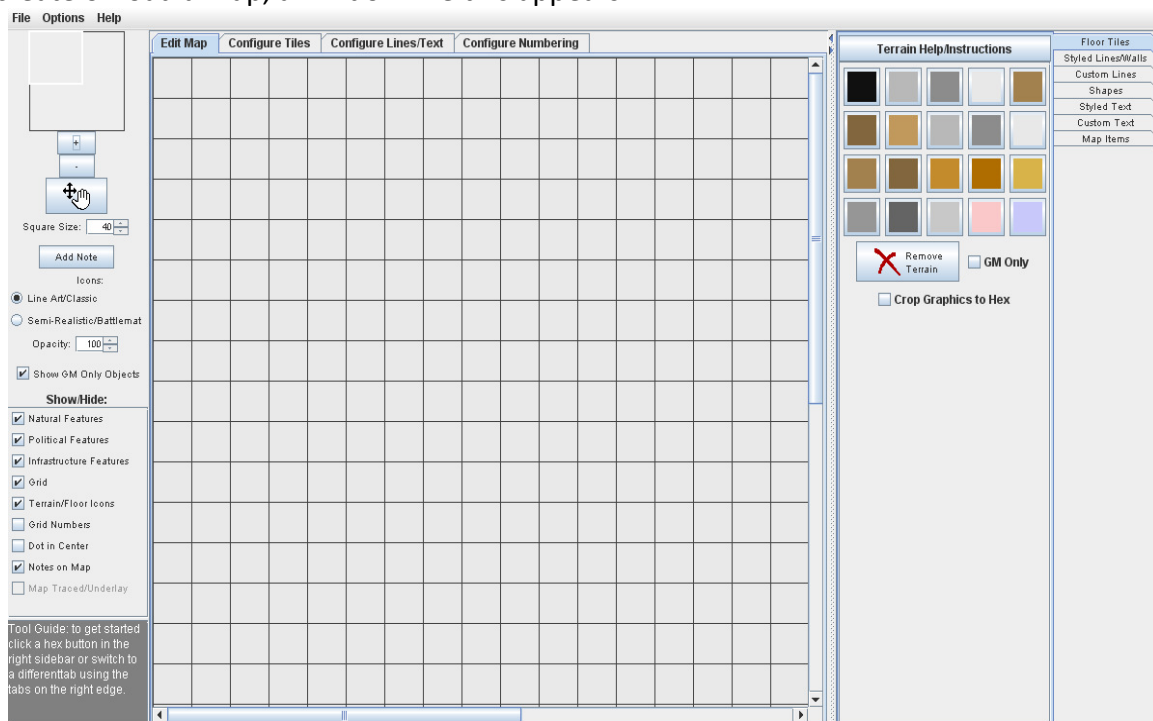 File Options Help
Edit Map Configure Tiles Configure Lines/Text Configure Numbering
+
-
Square Size: 40
Add Note
Icons:
Line Art/Classic
Semi-Realistic/Battlemat
Opacity: 100
Show GM Only Objects
Show/Hide:
Natural Features
Political Features
Infrastructure Features
Grid
Terrain/Floor Icons
Grid Numbers
Dot in Center
Notes on Map
Map Traced/Underlay
Tool Guide: to get started
click a hex button in the
right sidebar or switch to
a differenttab using the
tabs on the right edge.
Terrain Help/Instructions
Remove
Terrain
GM Only
Crop Graphics to Hex
Floor Tiles
Styled Lines/Walls
Custom Lines
Shapes
Styled Text
Custom Text
Map Items